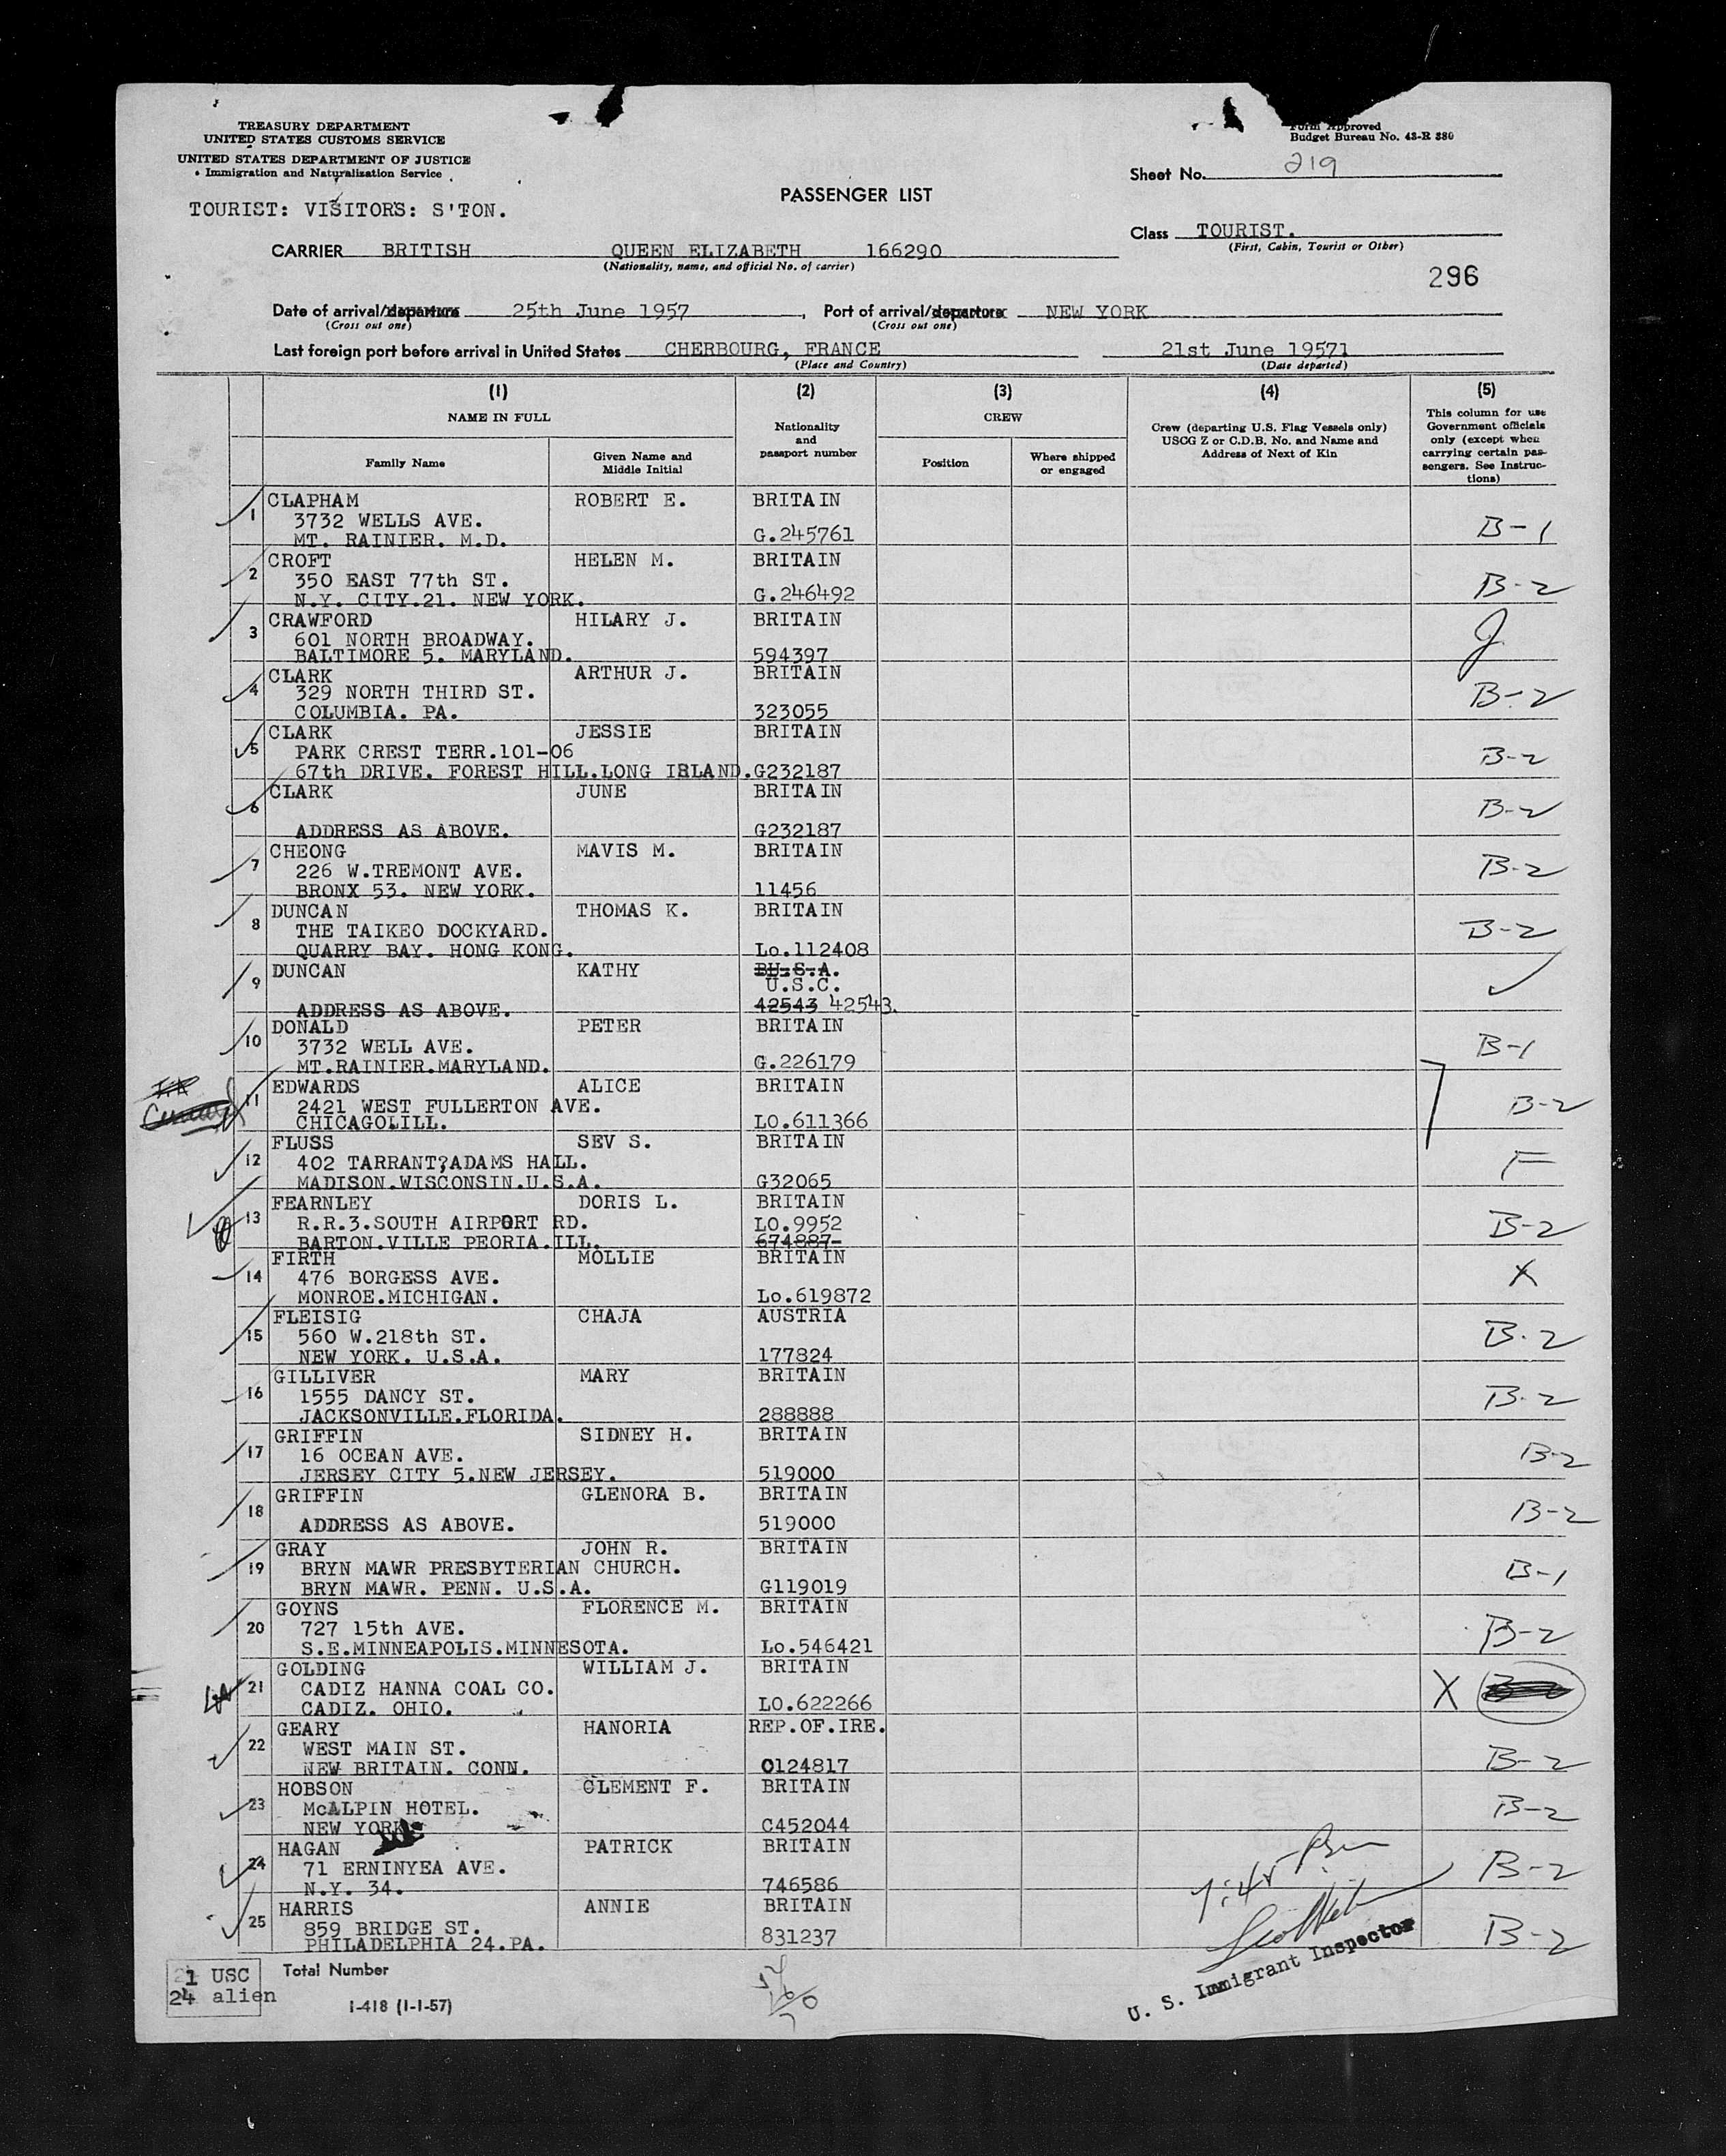 TREASURY DEPARTMENT
UNITED STATES CUSTOMS SERVICE
UNITED STATES DEPARTMENT OF JUSTICE
Immigration and Naturalization Service
TOURIST: VISITORS: S'TON.
Form Approved
Budget Bureau No. 43-R 380
Sheet No. 219
PASSENGER LIST
Class TOURIST.
(First, Cabin, Tourist or Other)
CARRIER BRITISH QUEEN ELIZABETH 166290
(Nationality, name, and official No. of carrier)
296
Date of arrival/departure 25th June 1957, Port of arrival/departure NEW YORK
(Cross out one) (Cross out one)
Last foreign port before arrival in United States CHERBOURG, FRANCE 21st June 19571
(Place and Country) (Date departed)
(1) (2) (3) (4) (5)
NAME IN FULL
Family Name
Given Name and Middle Initial
Nationality and passport number
CREW
Position
Where shipped or engaged
Crew (departing U.S. Flag Vessels only)
USCG Z or C.D.B. No. and Name and
Address of Next of Kin
This column for use
Government officials
only (except when
carrying certain pas-
sengers. See Instruc-
tions)
1 CLAPHAM ROBERT E. BRITAIN
3732 WELLS AVE. B-1
MT. RAINIER. M.D. G.245761
2 CROFT HELEN M. BRITAIN
350 EAST 77th ST. B-2
N.Y. CITY.21. NEW YORK. G.246492
3 CRAWFORD HILARY J. BRITAIN
601 NORTH BROADWAY. J
BALTIMORE 5. MARYLAND. 594397
4 CLARK ARTHUR J. BRITAIN
329 NORTH THIRD ST. B-2
COLUMBIA. PA. 323055
5 CLARK JESSIE BRITAIN
PARK CREST TERR.101-06 B-2
67th DRIVE. FOREST HILL.LONG ISLAND. G232187
6 CLARK JUNE BRITAIN
B-2
ADDRESS AS ABOVE. G232187
7 CHEONG MAVIS M. BRITAIN
226 W.TREMONT AVE. B-2
BRONX 53. NEW YORK. 11456
8 DUNCAN THOMAS K. BRITAIN
THE TAIKEO DOCKYARD. B-2
QUARRY BAY. HONG KONG. Lo.112408
9 DUNCAN KATHY BU.S.A.
U.S.C.
ADDRESS AS ABOVE. 42543 42543.
10 DONALD PETER BRITAIN
3732 WELL AVE. B-1
MT.RAINIER.MARYLAND. G.226179
11 EDWARDS ALICE BRITAIN
2421 WEST FULLERTON AVE. B-2
CHICAGO.ILL. LO.611366
12 FLUSS SEV S. BRITAIN
402 TARRANT?ADAMS HALL. F
MADISON.WISCONSIN.U.S.A. G32065
13 FEARNLEY DORIS L. BRITAIN
R.R.3.SOUTH AIRPORT RD. LO.9952 B-2
BARTON.VILLE PEORIA.ILL. 674887-
14 FIRTH MOLLIE BRITAIN
476 BORGESS AVE. X
MONROE.MICHIGAN. Lo.619872
15 FLEISIG CHAJA AUSTRIA
560 W.218th ST. B-2
NEW YORK. U.S.A. 177824
16 GILLIVER MARY BRITAIN
1555 DANCY ST. B-2
JACKSONVILLE.FLORIDA. 288888
17 GRIFFIN SIDNEY H. BRITAIN
16 OCEAN AVE. B-2
JERSEY CITY 5.NEW JERSEY. 519000
18 GRIFFIN GLENORA B. BRITAIN
B-2
ADDRESS AS ABOVE. 519000
19 GRAY JOHN R. BRITAIN
BRYN MAWR PRESBYTERIAN CHURCH. B-1
BRYN MAWR. PENN. U.S.A. G119019
20 GOYNS FLORENCE M. BRITAIN
727 15th AVE. B-2
S.E.MINNEAPOLIS.MINNESOTA. Lo.546421
21 GOLDING WILLIAM J. BRITAIN
CADIZ HANNA COAL CO. X
CADIZ. OHIO. LO.622266
22 GEARY HANORIA REP.OF.IRE.
WEST MAIN ST. B-2
NEW BRITAIN. CONN. 0124817
23 HOBSON CLEMENT F. BRITAIN
McALPIN HOTEL. B-2
NEW YORK. C452044
24 HAGAN PATRICK BRITAIN
71 ERNINYEA AVE. B-2
N.Y. 34. 746586
25 HARRIS ANNIE BRITAIN
859 BRIDGE ST. B-2
PHILADELPHIA 24.PA. 831237
7:45 Pm
U. S. Immigrant Inspector
1 USC
24 alien
Total Number
I-418 (1-1-57)